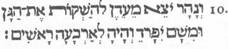 10. וְנָהָר יֹצֵא מֵעֵדֶן לְהַשְׁקוֹת אֶת־הַגָּן
וּמִשָּׁם יִפָּרֵד וְהָיָה לְאַרְבָּעָה רָאשִׁים׃